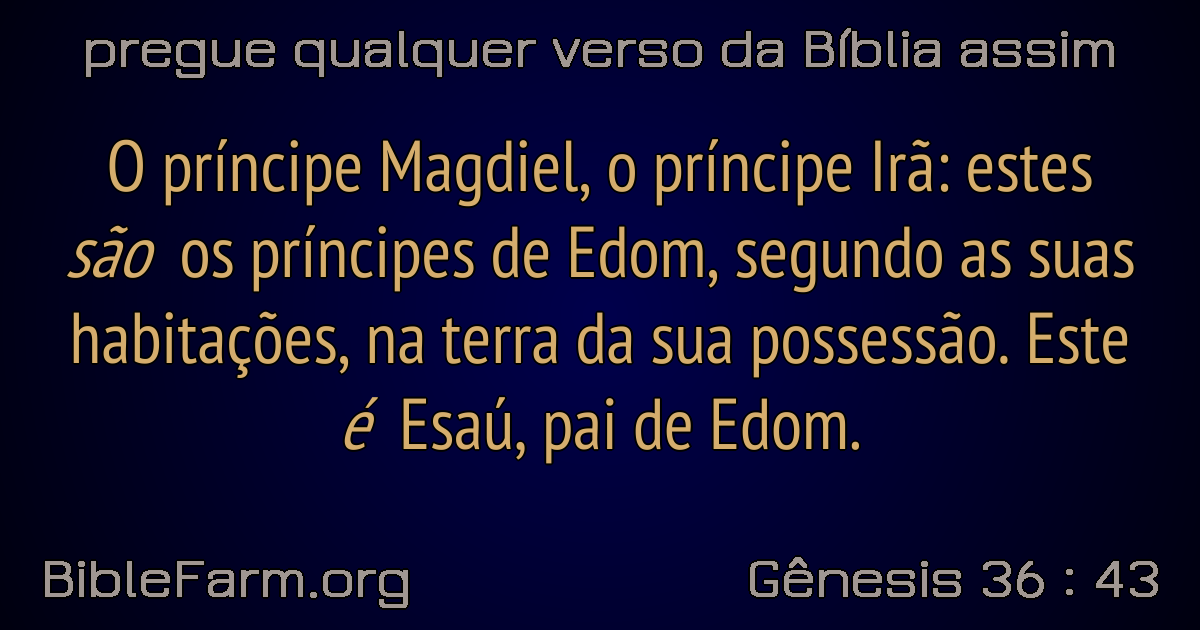 pregue qualquer verso da Bíblia assim
O príncipe Magdiel, o príncipe Irã: estes
são os príncipes de Edom, segundo as suas
habitações, na terra da sua possessão. Este
é Esaú, pai de Edom.
BibleFarm.org
Gênesis 36 : 43